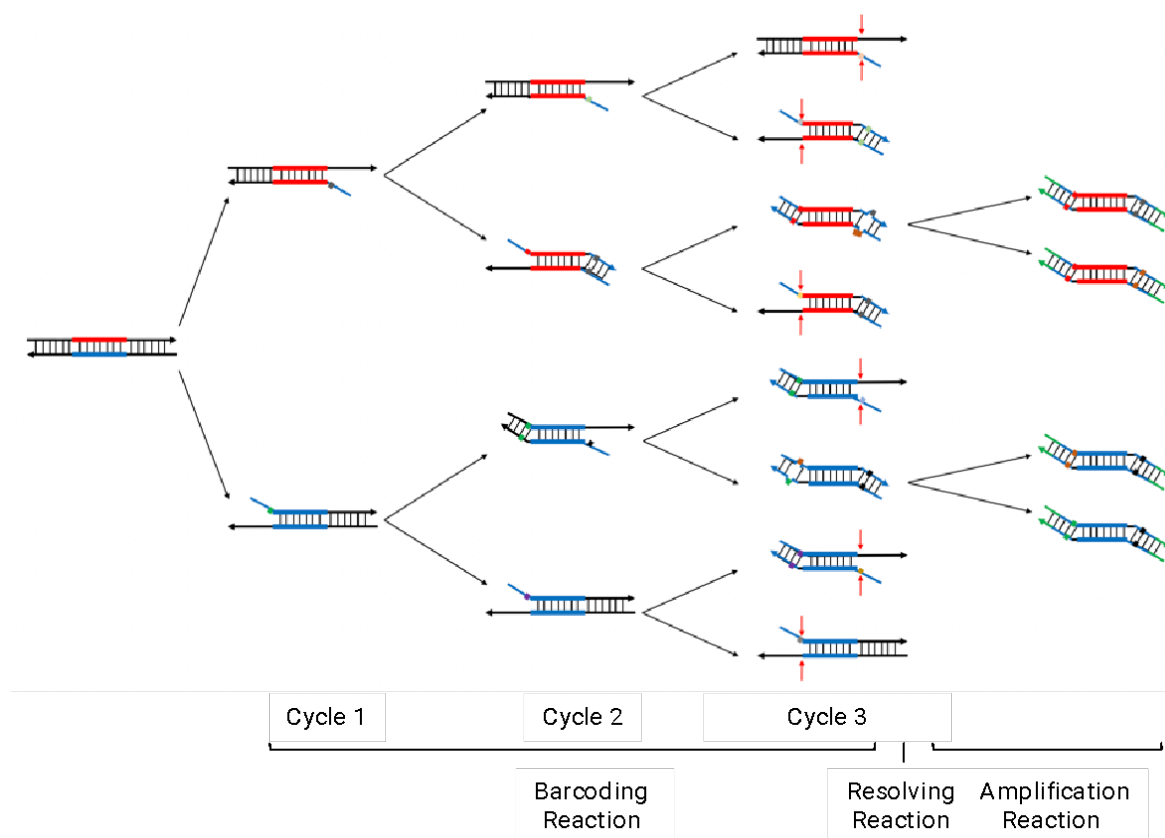 Cycle 1
Cycle 2
Cycle 3
Barcoding
Reaction
Resolving
Reaction
Amplification
Reaction